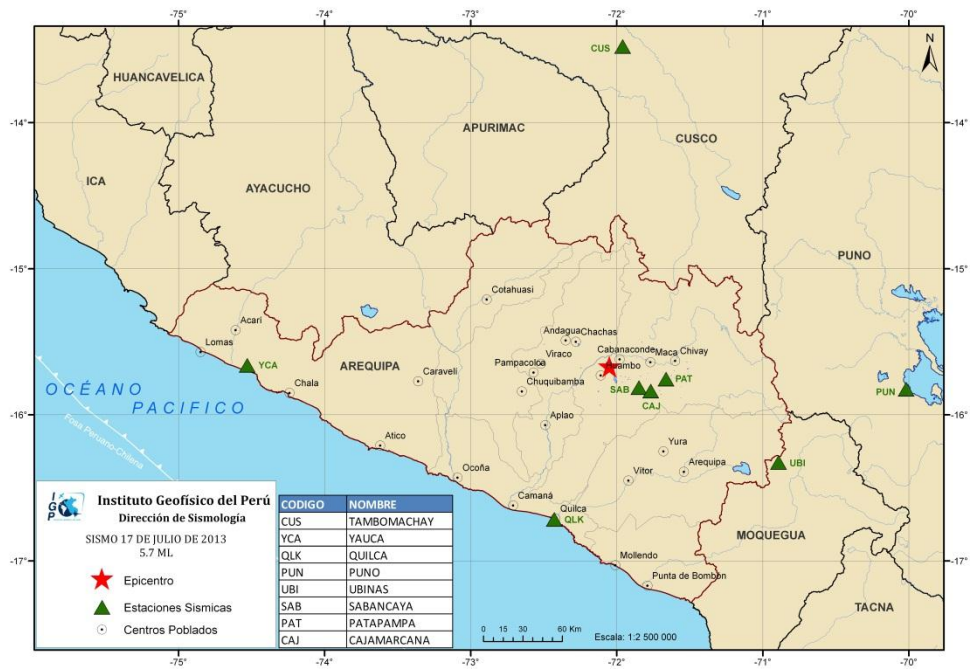 -75° -74° -73° -72° -71° -70°
N
CUS
HUANCAVELICA
-14° -14°
APURIMAC
CUSCO
ICA
AYACUCHO
PUNO
-15° -15°
Cotahuasi
Acarí
Andagua Chachas
Lomas
YCA
AREQUIPA
Viraco
Cabanaconde
Maca Chivay
Pampacolca
Caraveli
Chuquibamba
SAB
PAT
CAJ
PUN
Chala
OCÉANO
PACIFICO
-16° -16°
Aplao
Fosa Peruano-Chilena
Atico
Yura
Ocoña
Vitor
Arequipa
UBI
Camaná
Quilca
QLK
MOQUEGUA
-17° -17°
Mollendo
Punta de Bombón
TACNA
IGP
Instituto Geofísico del Perú
Dirección de Sismología
SISMO 17 DE JULIO DE 2013
5.7 ML
Epicentro
Estaciones Sismicas
Centros Poblados
CODIGO NOMBRE
CUS TAMBOMACHAY
YCA YAUCA
QLK QUILCA
PUN PUNO
UBI UBINAS
SAB SABANCAYA
PAT PATAPAMPA
CAJ CAJAMARCANA
0 15 30 60 Km
Escala: 1:2 500 000
-75° -74° -73° -72° -71° -70°